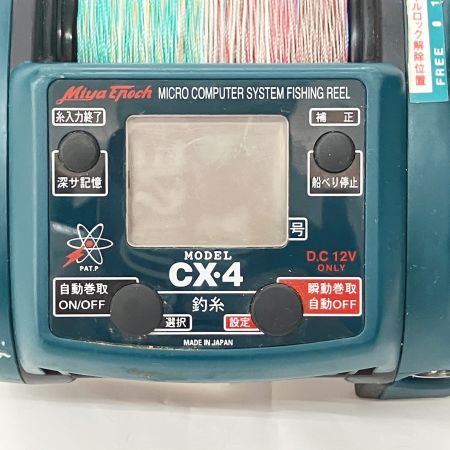 Miya Epoch MICRO COMPUTER SYSTEM FISHING REEL
糸入力終了
補 正
深サ記憶
船べり停止
号
PAT.P
MODEL
CX・4
D.C 12V
ONLY
自動巻取
ON/OFF
釣糸
瞬動巻取
自動OFF
選択
設定
MADE IN JAPAN
ルロック解除位置
FREE